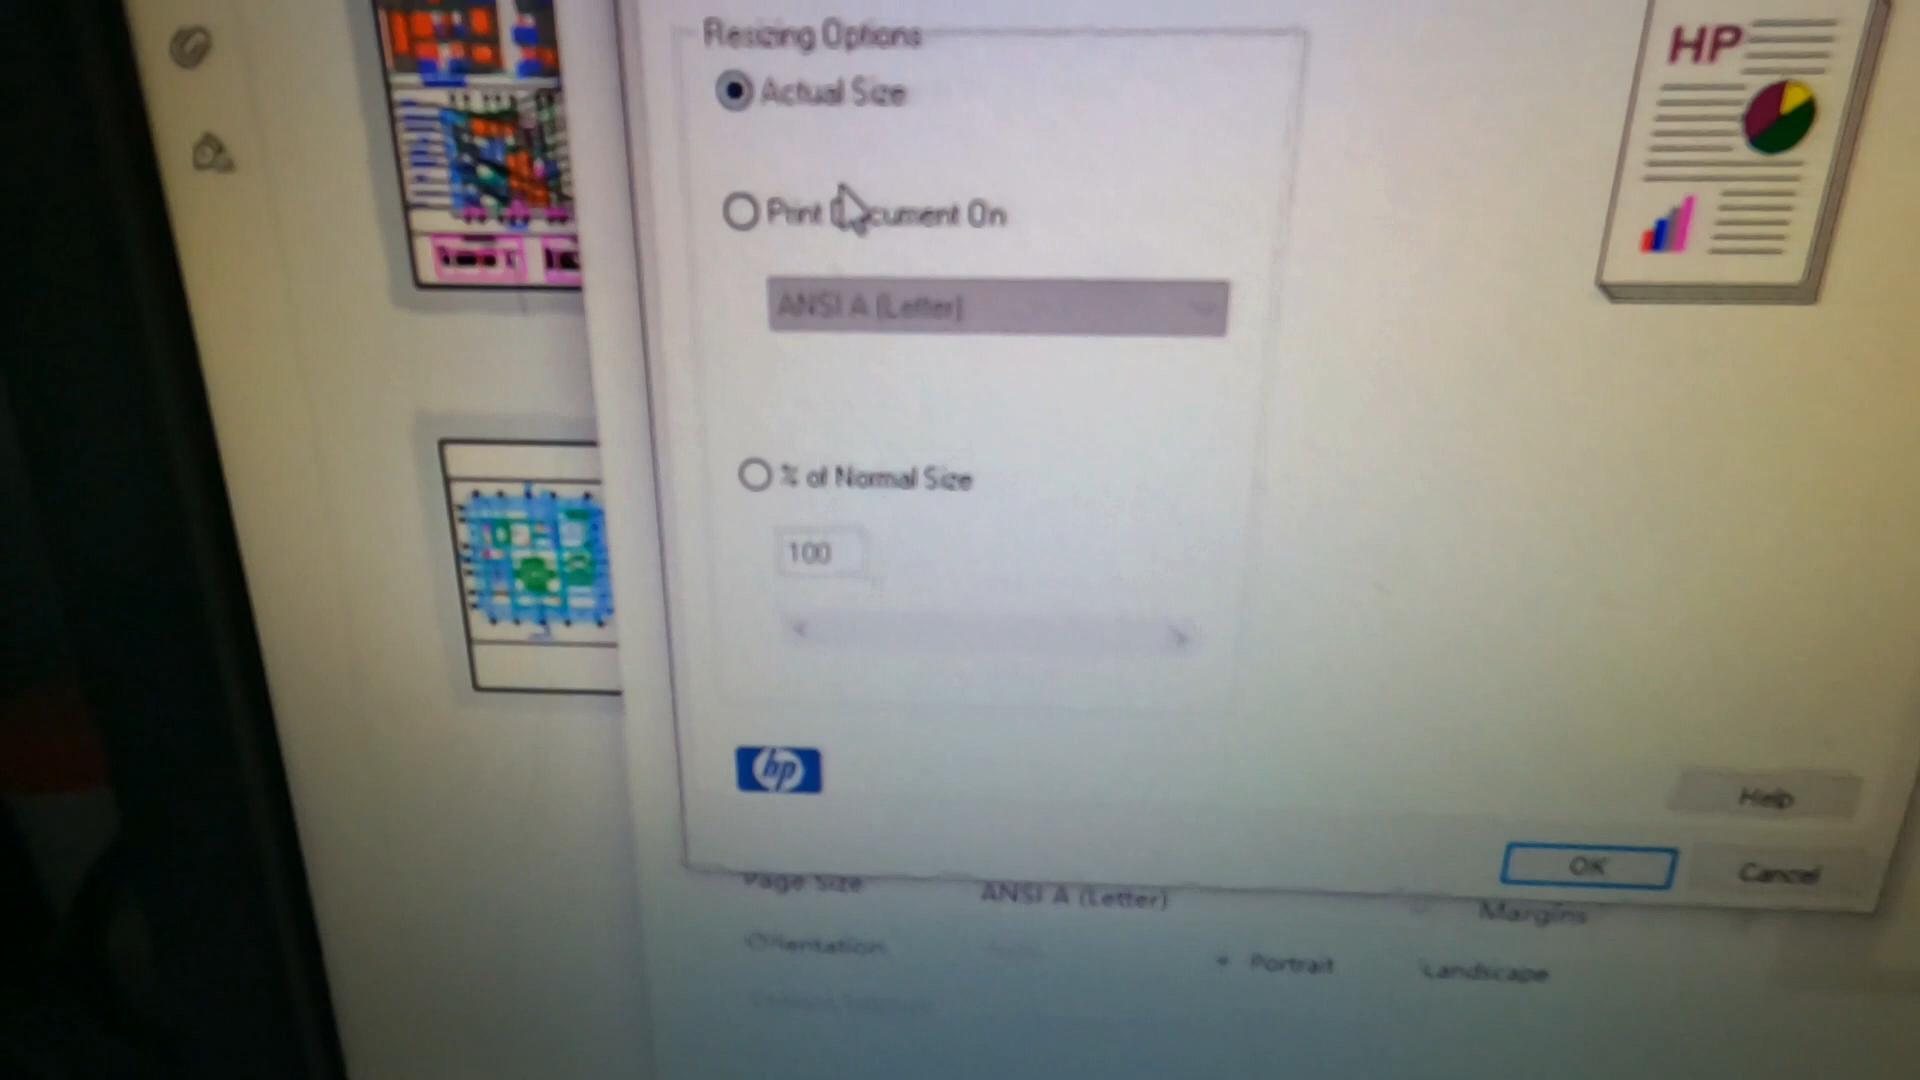 Resizing Options
Actual Size
Print Document On
ANSI A (Letter)
% of Normal Size
100
HP
hp
Help
OK
Cancel
Page Size
ANSI A (Letter)
Margins
Orientation
Portrait
Landscape